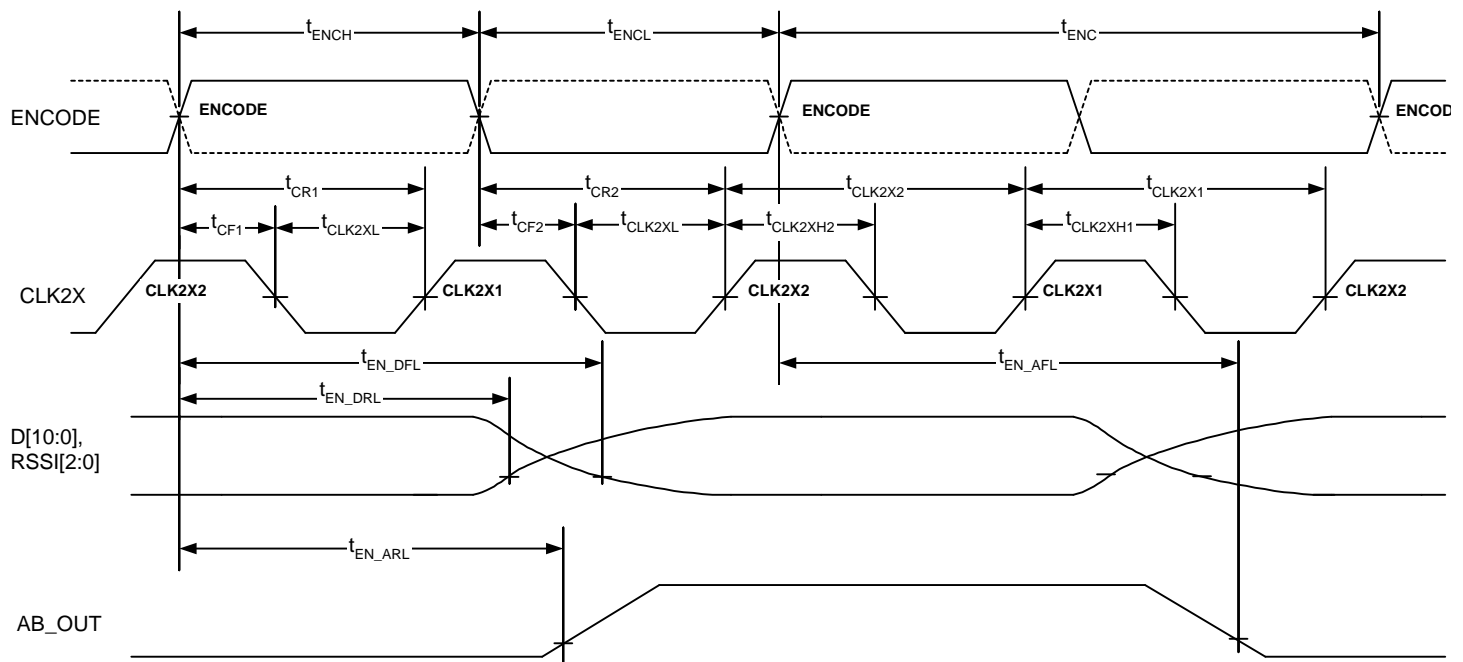 tENCH tENCL tENC
ENCODE ENCODE ENCODE ENCOD
tCR1 tCR2 tCLK2X2 tCLK2X1
tCF1 tCLK2XL tCF2 tCLK2XL tCLK2XH2 tCLK2XH1
CLK2X CLK2X2 CLK2X1 CLK2X2 CLK2X1 CLK2X2
tEN_DFL tEN_AFL
tEN_DRL
D[10:0],
RSSI[2:0]
tEN_ARL
AB_OUT